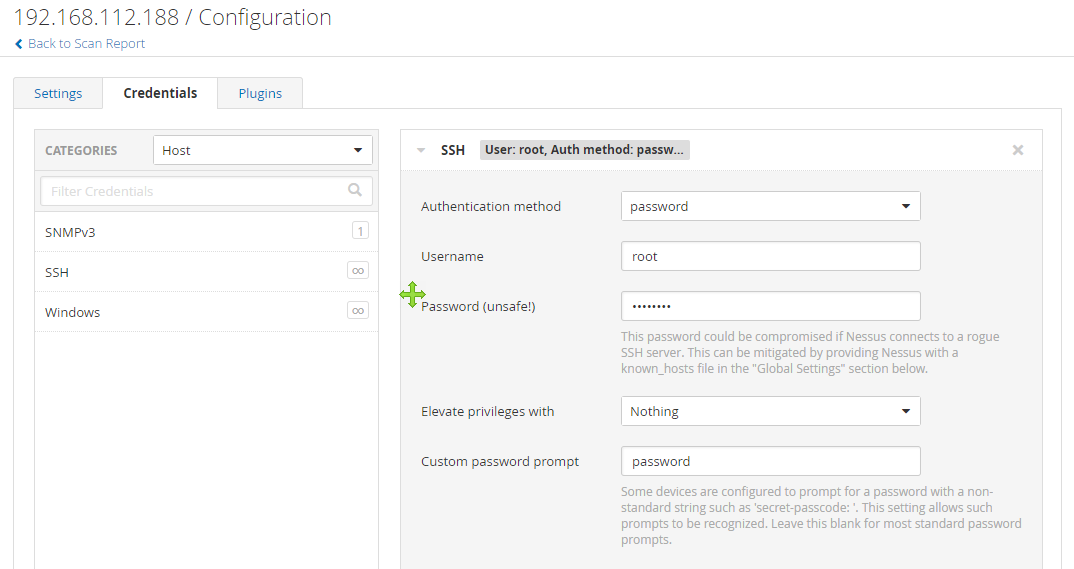 192.168.112.188 / Configuration
Back to Scan Report
Settings
Credentials
Plugins
CATEGORIES
Host
Filter Credentials
SNMPv3
1
SSH
∞
Windows
∞
SSH
User: root, Auth method: passw...
Authentication method
password
Username
root
Password (unsafe!)
••••••••
This password could be compromised if Nessus connects to a rogue
SSH server. This can be mitigated by providing Nessus with a
known_hosts file in the "Global Settings" section below.
Elevate privileges with
Nothing
Custom password prompt
password
Some devices are configured to prompt for a password with a non-
standard string such as 'secret-passcode: '. This setting allows such
prompts to be recognized. Leave this blank for most standard password
prompts.